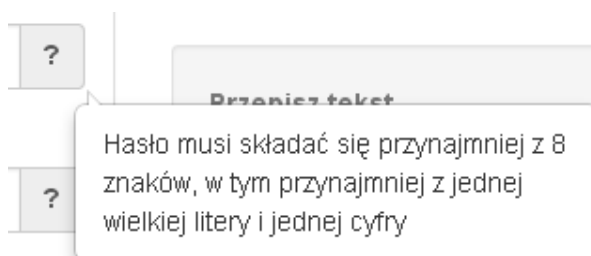 ?
Przepisz tekst
Hasło musi składać się przynajmniej z 8
znaków, w tym przynajmniej z jednej
wielkiej litery i jednej cyfry
?